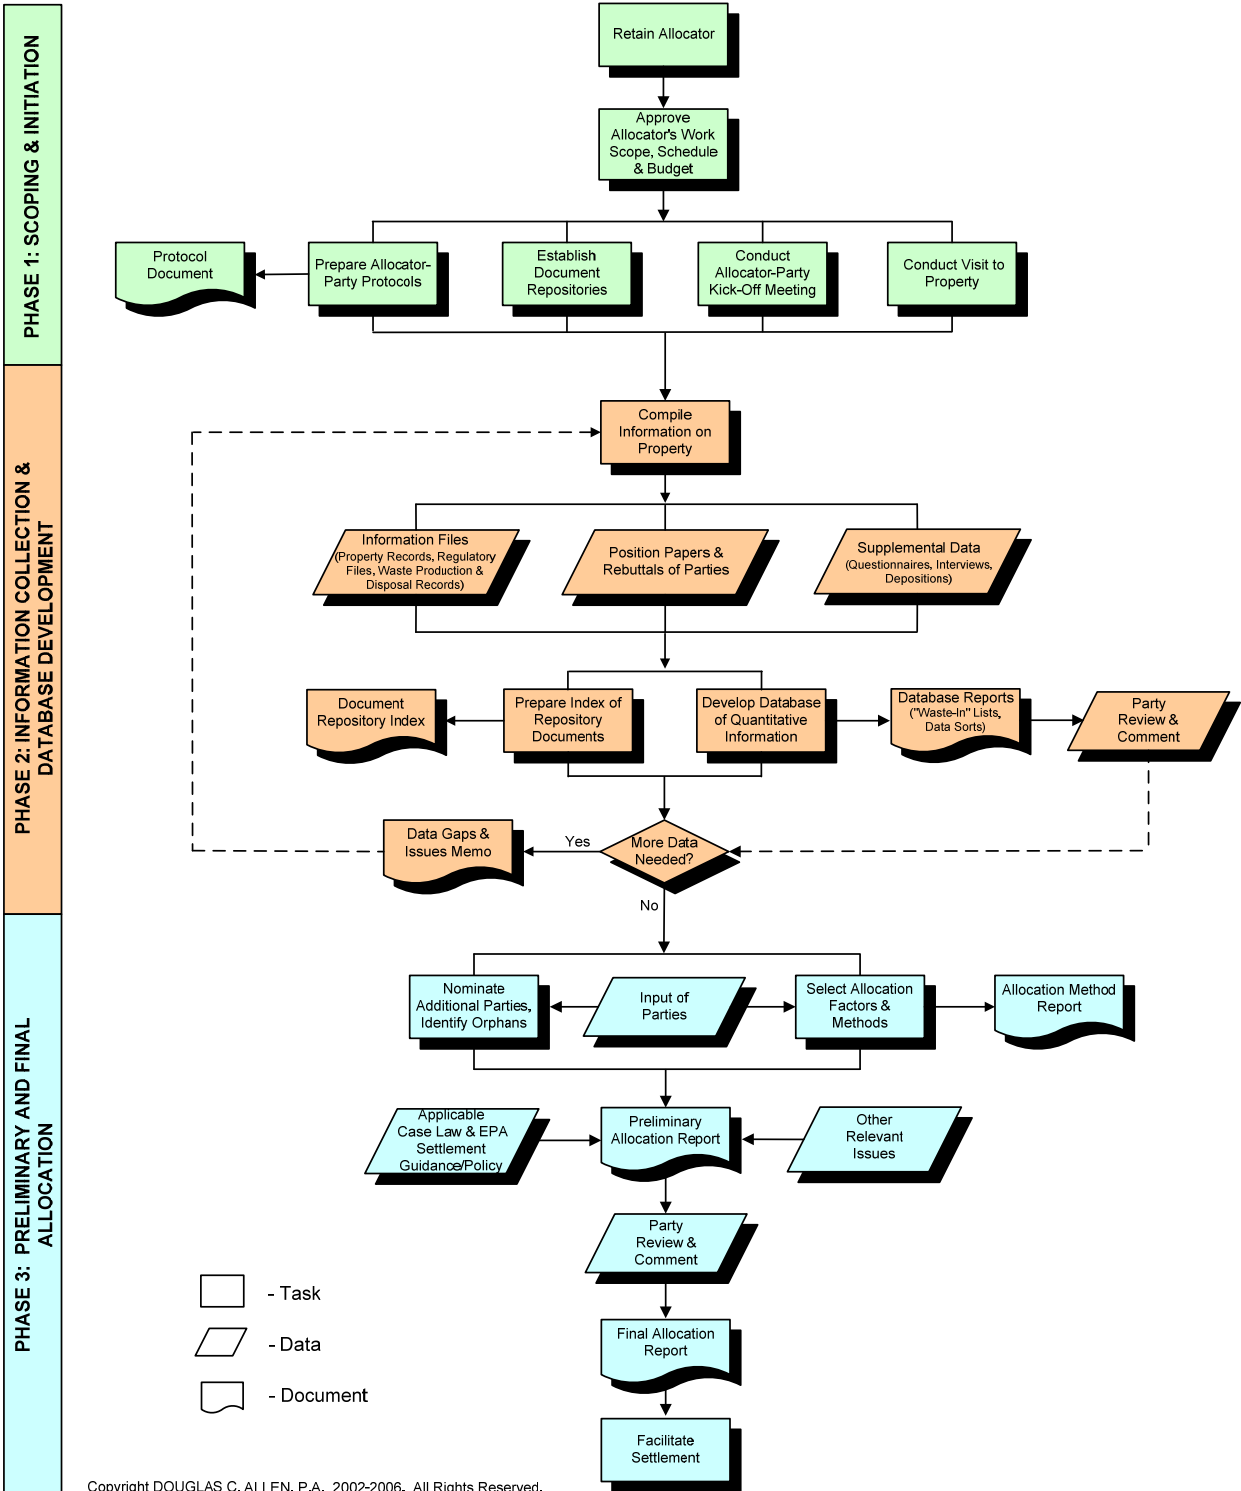 PHASE 1: SCOPING & INITIATION
Retain Allocator
Approve
Allocator's Work
Scope, Schedule
& Budget
Protocol
Document
Prepare Allocator-
Party Protocols
Establish
Document
Repositories
Conduct
Allocator-Party
Kick-Off Meeting
Conduct Visit to
Property
PHASE 2: INFORMATION COLLECTION &
DATABASE DEVELOPMENT
Compile
Information on
Property
Information Files
(Property Records, Regulatory
Files, Waste Production &
Disposal Records)
Position Papers &
Rebuttals of Parties
Supplemental Data
(Questionnaires, Interviews,
Depositions)
Document
Repository Index
Prepare Index of
Repository
Documents
Develop Database
of Quantitative
Information
Database Reports
("Waste-In" Lists,
Data Sorts)
Party
Review &
Comment
Data Gaps &
Issues Memo
Yes
More Data
Needed?
No
PHASE 3: PRELIMINARY AND FINAL
ALLOCATION
Nominate
Additional Parties,
Identify Orphans
Input of
Parties
Select Allocation
Factors &
Methods
Allocation Method
Report
Applicable
Case Law & EPA
Settlement
Guidance/Policy
Preliminary
Allocation Report
Other
Relevant
Issues
Party
Review &
Comment
Final Allocation
Report
Facilitate
Settlement
- Task
- Data
- Document
Copyright DOUGLAS C. ALLEN, P.A. 2002-2006. All Rights Reserved.